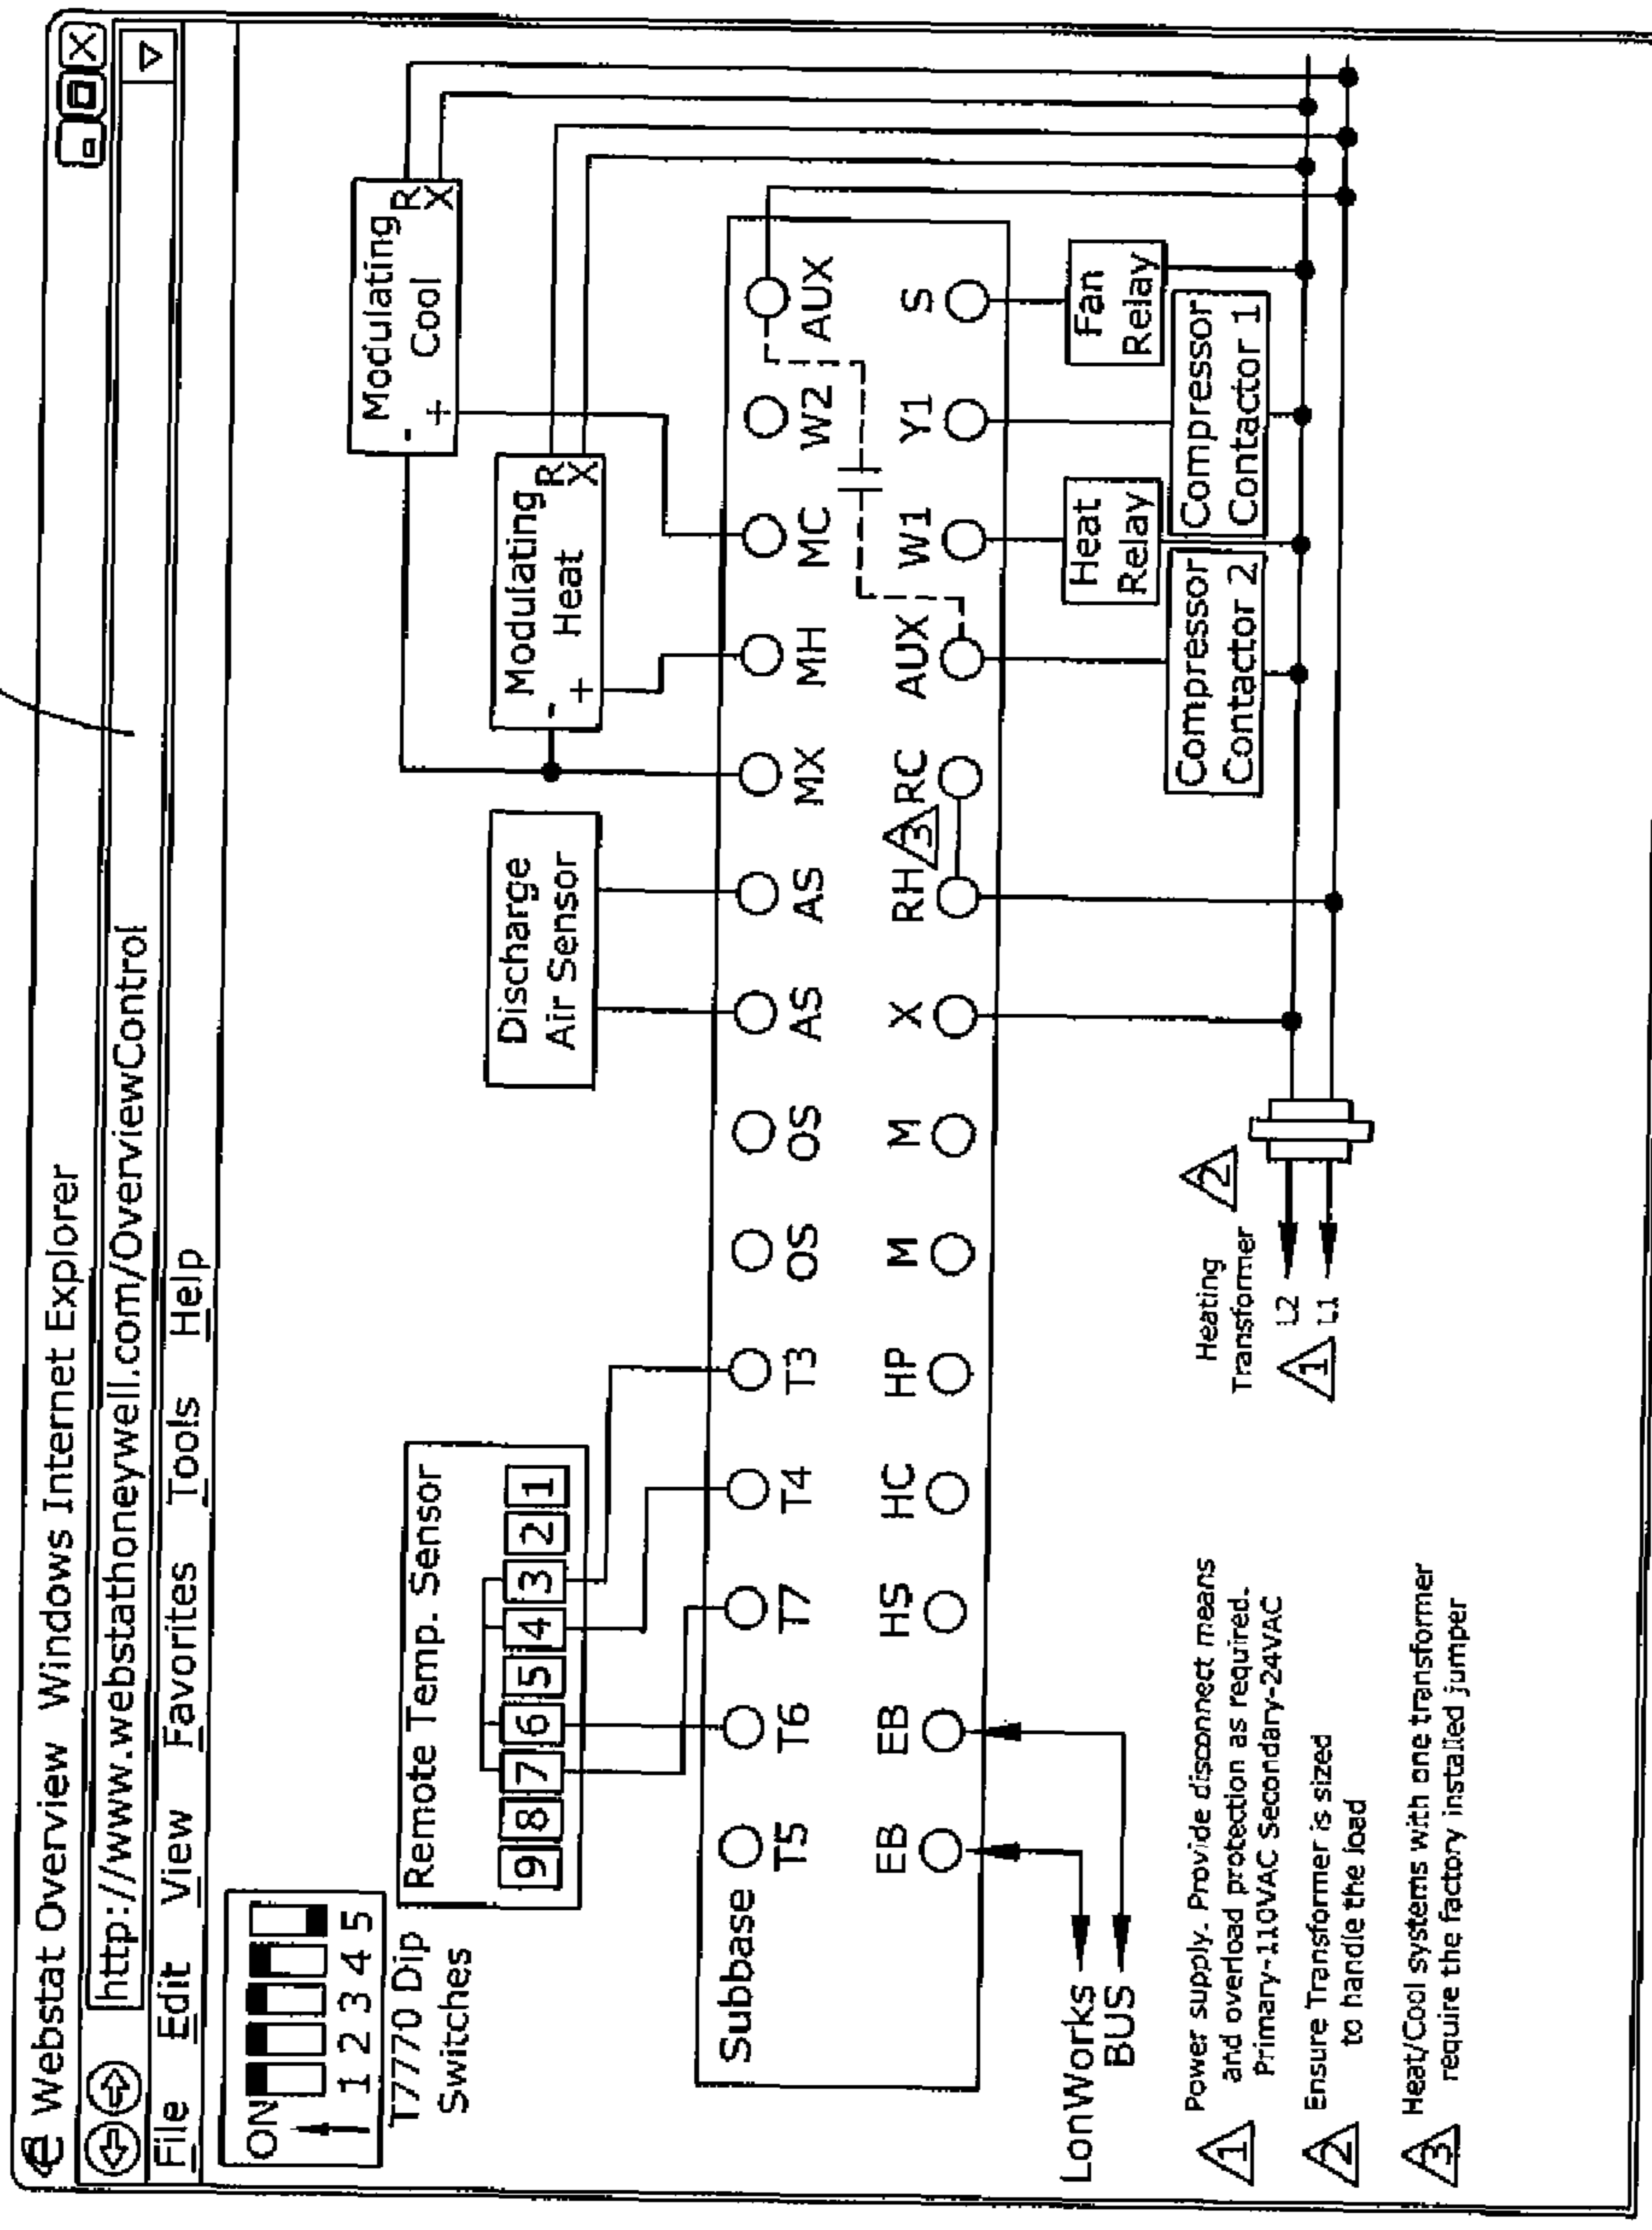 Webstat Overview Windows Internet Explorer
http://www.webstathoneywell.com/OverviewControl
File Edit View Favorites Tools Help
ON
1 2 3 4 5
T7770 Dip
Switches
Remote Temp. Sensor
9 8 7 6 5 4 3 2 1
Discharge
Air Sensor
Modulating
Heat
- +
R
X
Modulating
Cool
- +
R
X
Subbase
T5 T6 T7 T4 T3 OS OS AS AS MX MH MC W2 AUX
EB EB HS HC HP M M X RH 3 RC AUX W1 Y1 S
LonWorks
BUS
Heat
Relay
Fan
Relay
Compressor
Contactor 2
Compressor
Contactor 1
Heating
Transformer
2
L2
1 L1
1 Power supply. Provide disconnect means
and overload protection as required.
Primary-110VAC Secondary-24VAC
2 Ensure Transformer is sized
to handle the load
3 Heat/Cool systems with one transformer
require the factory installed jumper